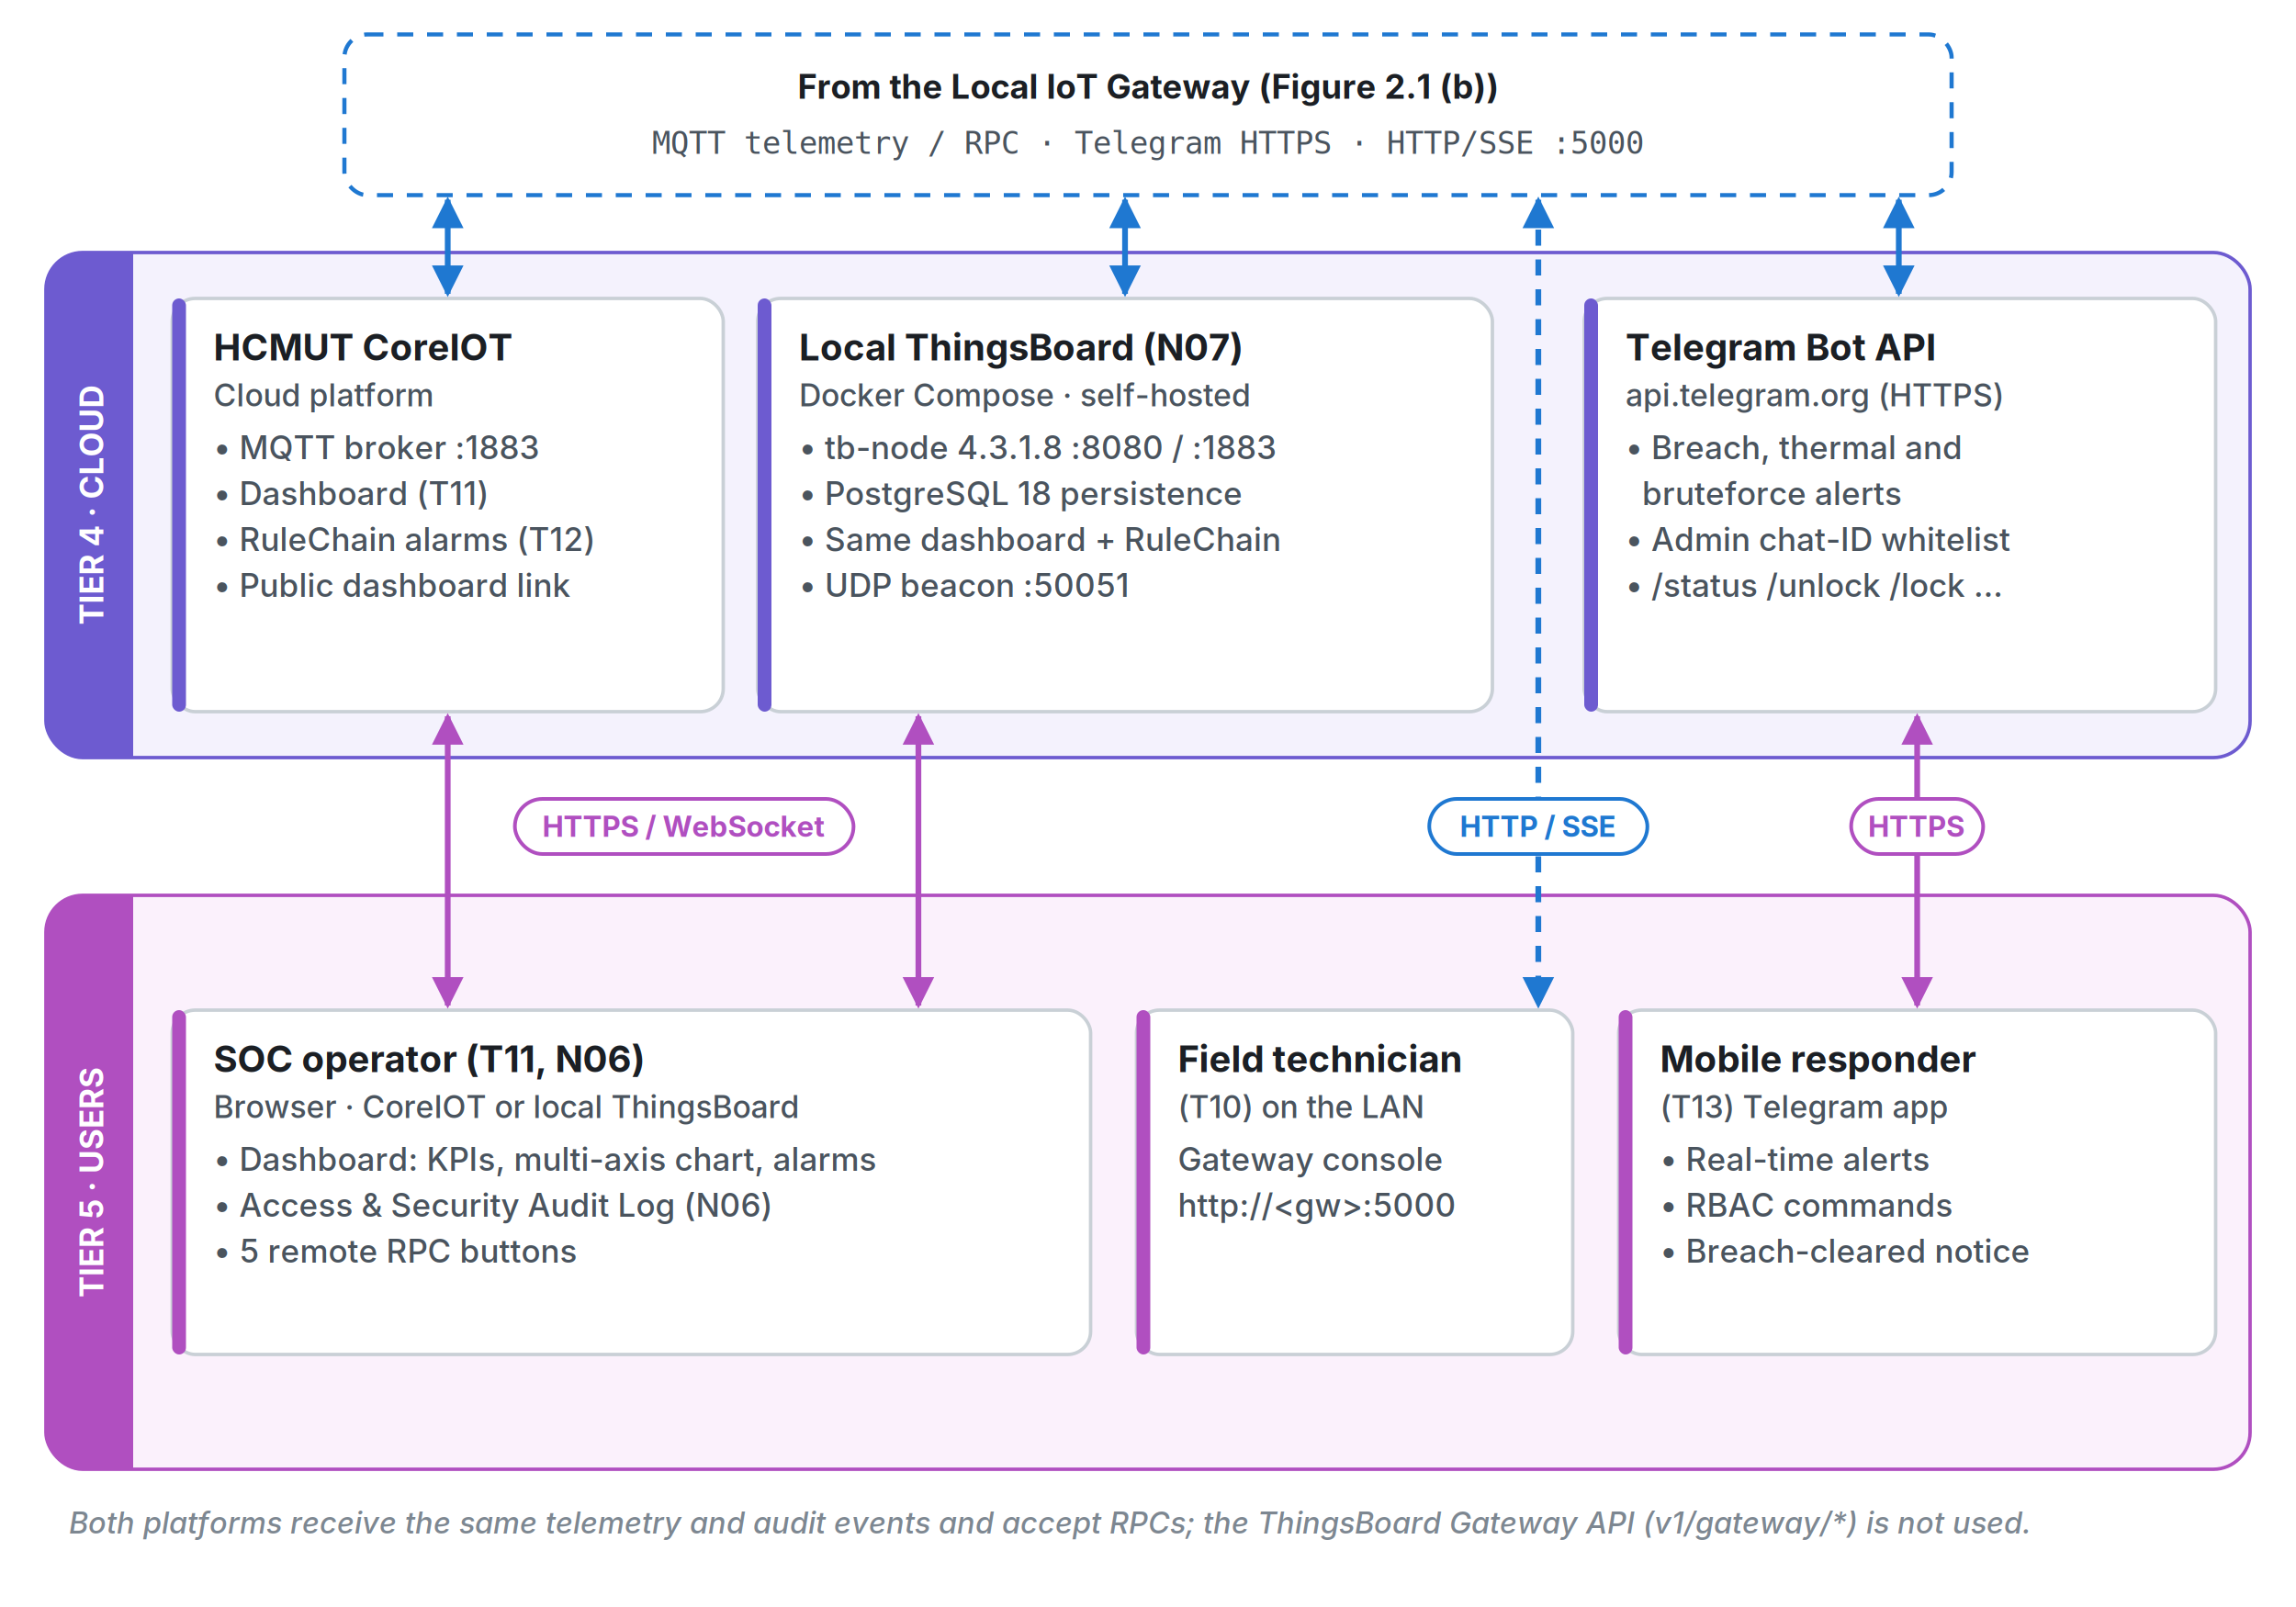 From the Local IoT Gateway (Figure 2.1 (b))
MQTT telemetry / RPC · Telegram HTTPS · HTTP/SSE :5000
TIER 4 · CLOUD
HCMUT CoreIOT
Cloud platform
• MQTT broker :1883
• Dashboard (T11)
• RuleChain alarms (T12)
• Public dashboard link
Local ThingsBoard (N07)
Docker Compose · self-hosted
• tb-node 4.3.1.8 :8080 / :1883
• PostgreSQL 18 persistence
• Same dashboard + RuleChain
• UDP beacon :50051
Telegram Bot API
api.telegram.org (HTTPS)
• Breach, thermal and
bruteforce alerts
• Admin chat-ID whitelist
• /status /unlock /lock ...
HTTPS / WebSocket
HTTP / SSE
HTTPS
TIER 5 · USERS
SOC operator (T11, N06)
Browser · CoreIOT or local ThingsBoard
• Dashboard: KPIs, multi-axis chart, alarms
• Access & Security Audit Log (N06)
• 5 remote RPC buttons
Field technician
(T10) on the LAN
Gateway console
http://<gw>:5000
Mobile responder
(T13) Telegram app
• Real-time alerts
• RBAC commands
• Breach-cleared notice
Both platforms receive the same telemetry and audit events and accept RPCs; the ThingsBoard Gateway API (v1/gateway/*) is not used.